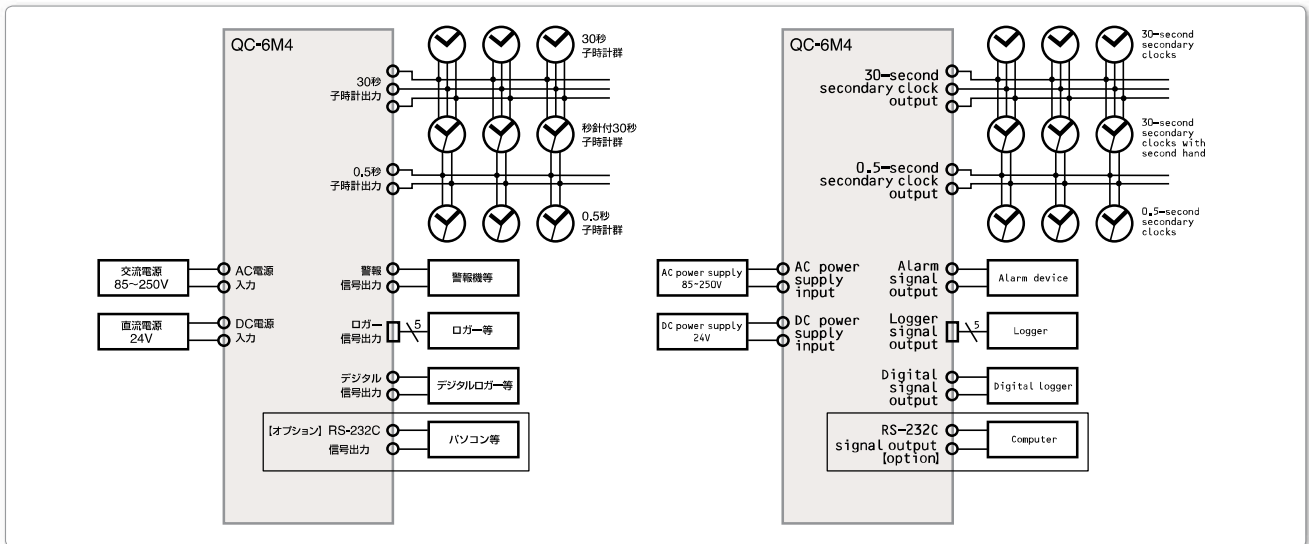 QC-6M4
30秒
子時計群
30秒
子時計出力
秒針付30秒
子時計群
0.5秒
子時計出力
0.5秒
子時計群
交流電源
85~250V
AC電源
入力
警報
信号出力
警報機等
直流電源
24V
DC電源
入力
ロガー
信号出力
5
ロガー等
デジタル
信号出力
デジタルロガー等
【オプション】RS-232C
信号出力
パソコン等
QC-6M4
30-second
secondary
clocks
30-second
secondary clock
output
30-second
secondary
clocks with
second hand
0.5-second
secondary clock
output
0.5-second
secondary
clocks
AC power supply
85~250V
AC power
supply
input
Alarm
signal
output
Alarm device
DC power supply
24V
DC power
supply
input
Logger
signal
output
5
Logger
Digital
signal
output
Digital logger
RS-232C
signal output
【option】
Computer